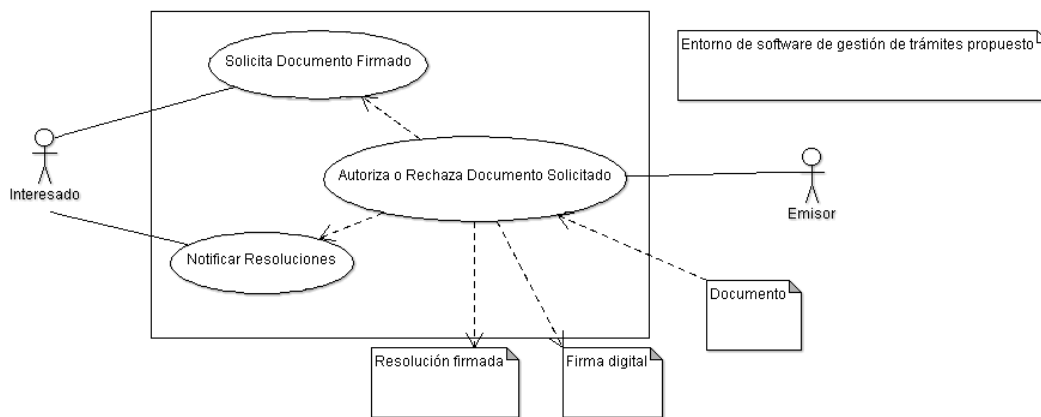 Entorno de software de gestión de trámites propuesto
Solicita Documento Firmado
Interesado
Autoriza o Rechaza Documento Solicitado
Emisor
Notificar Resoluciones
Documento
Resolución firmada
Firma digital